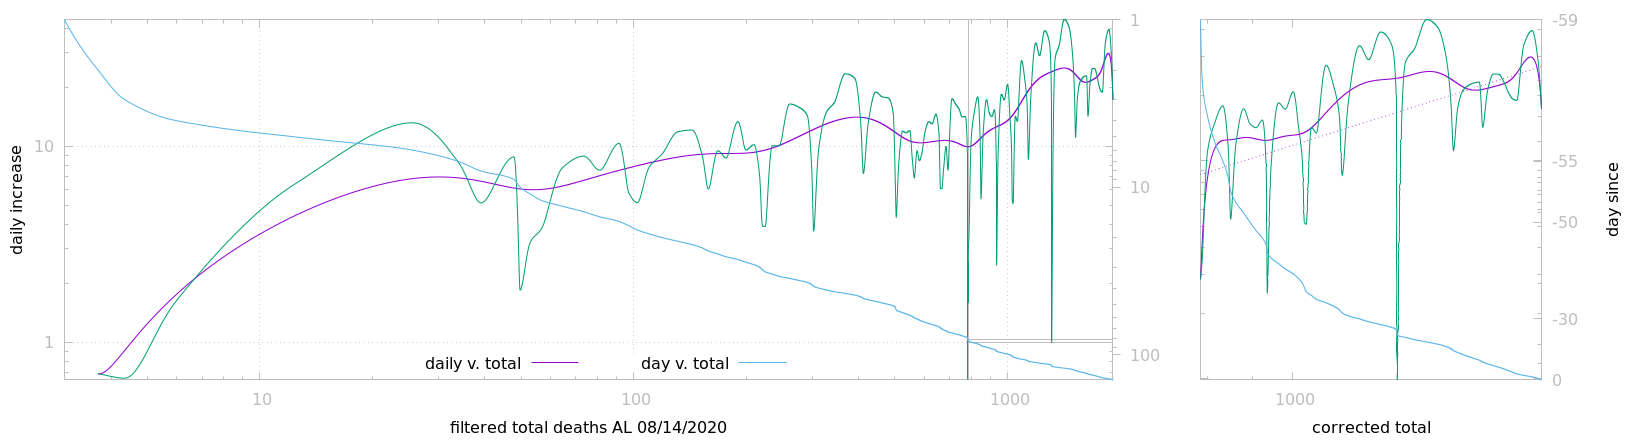 daily increase
10
1
daily v. total
day v. total
10
100
1000
filtered total deaths AL 08/14/2020
1
10
100
1000
corrected total
-59
-55
-50
-30
0
day since